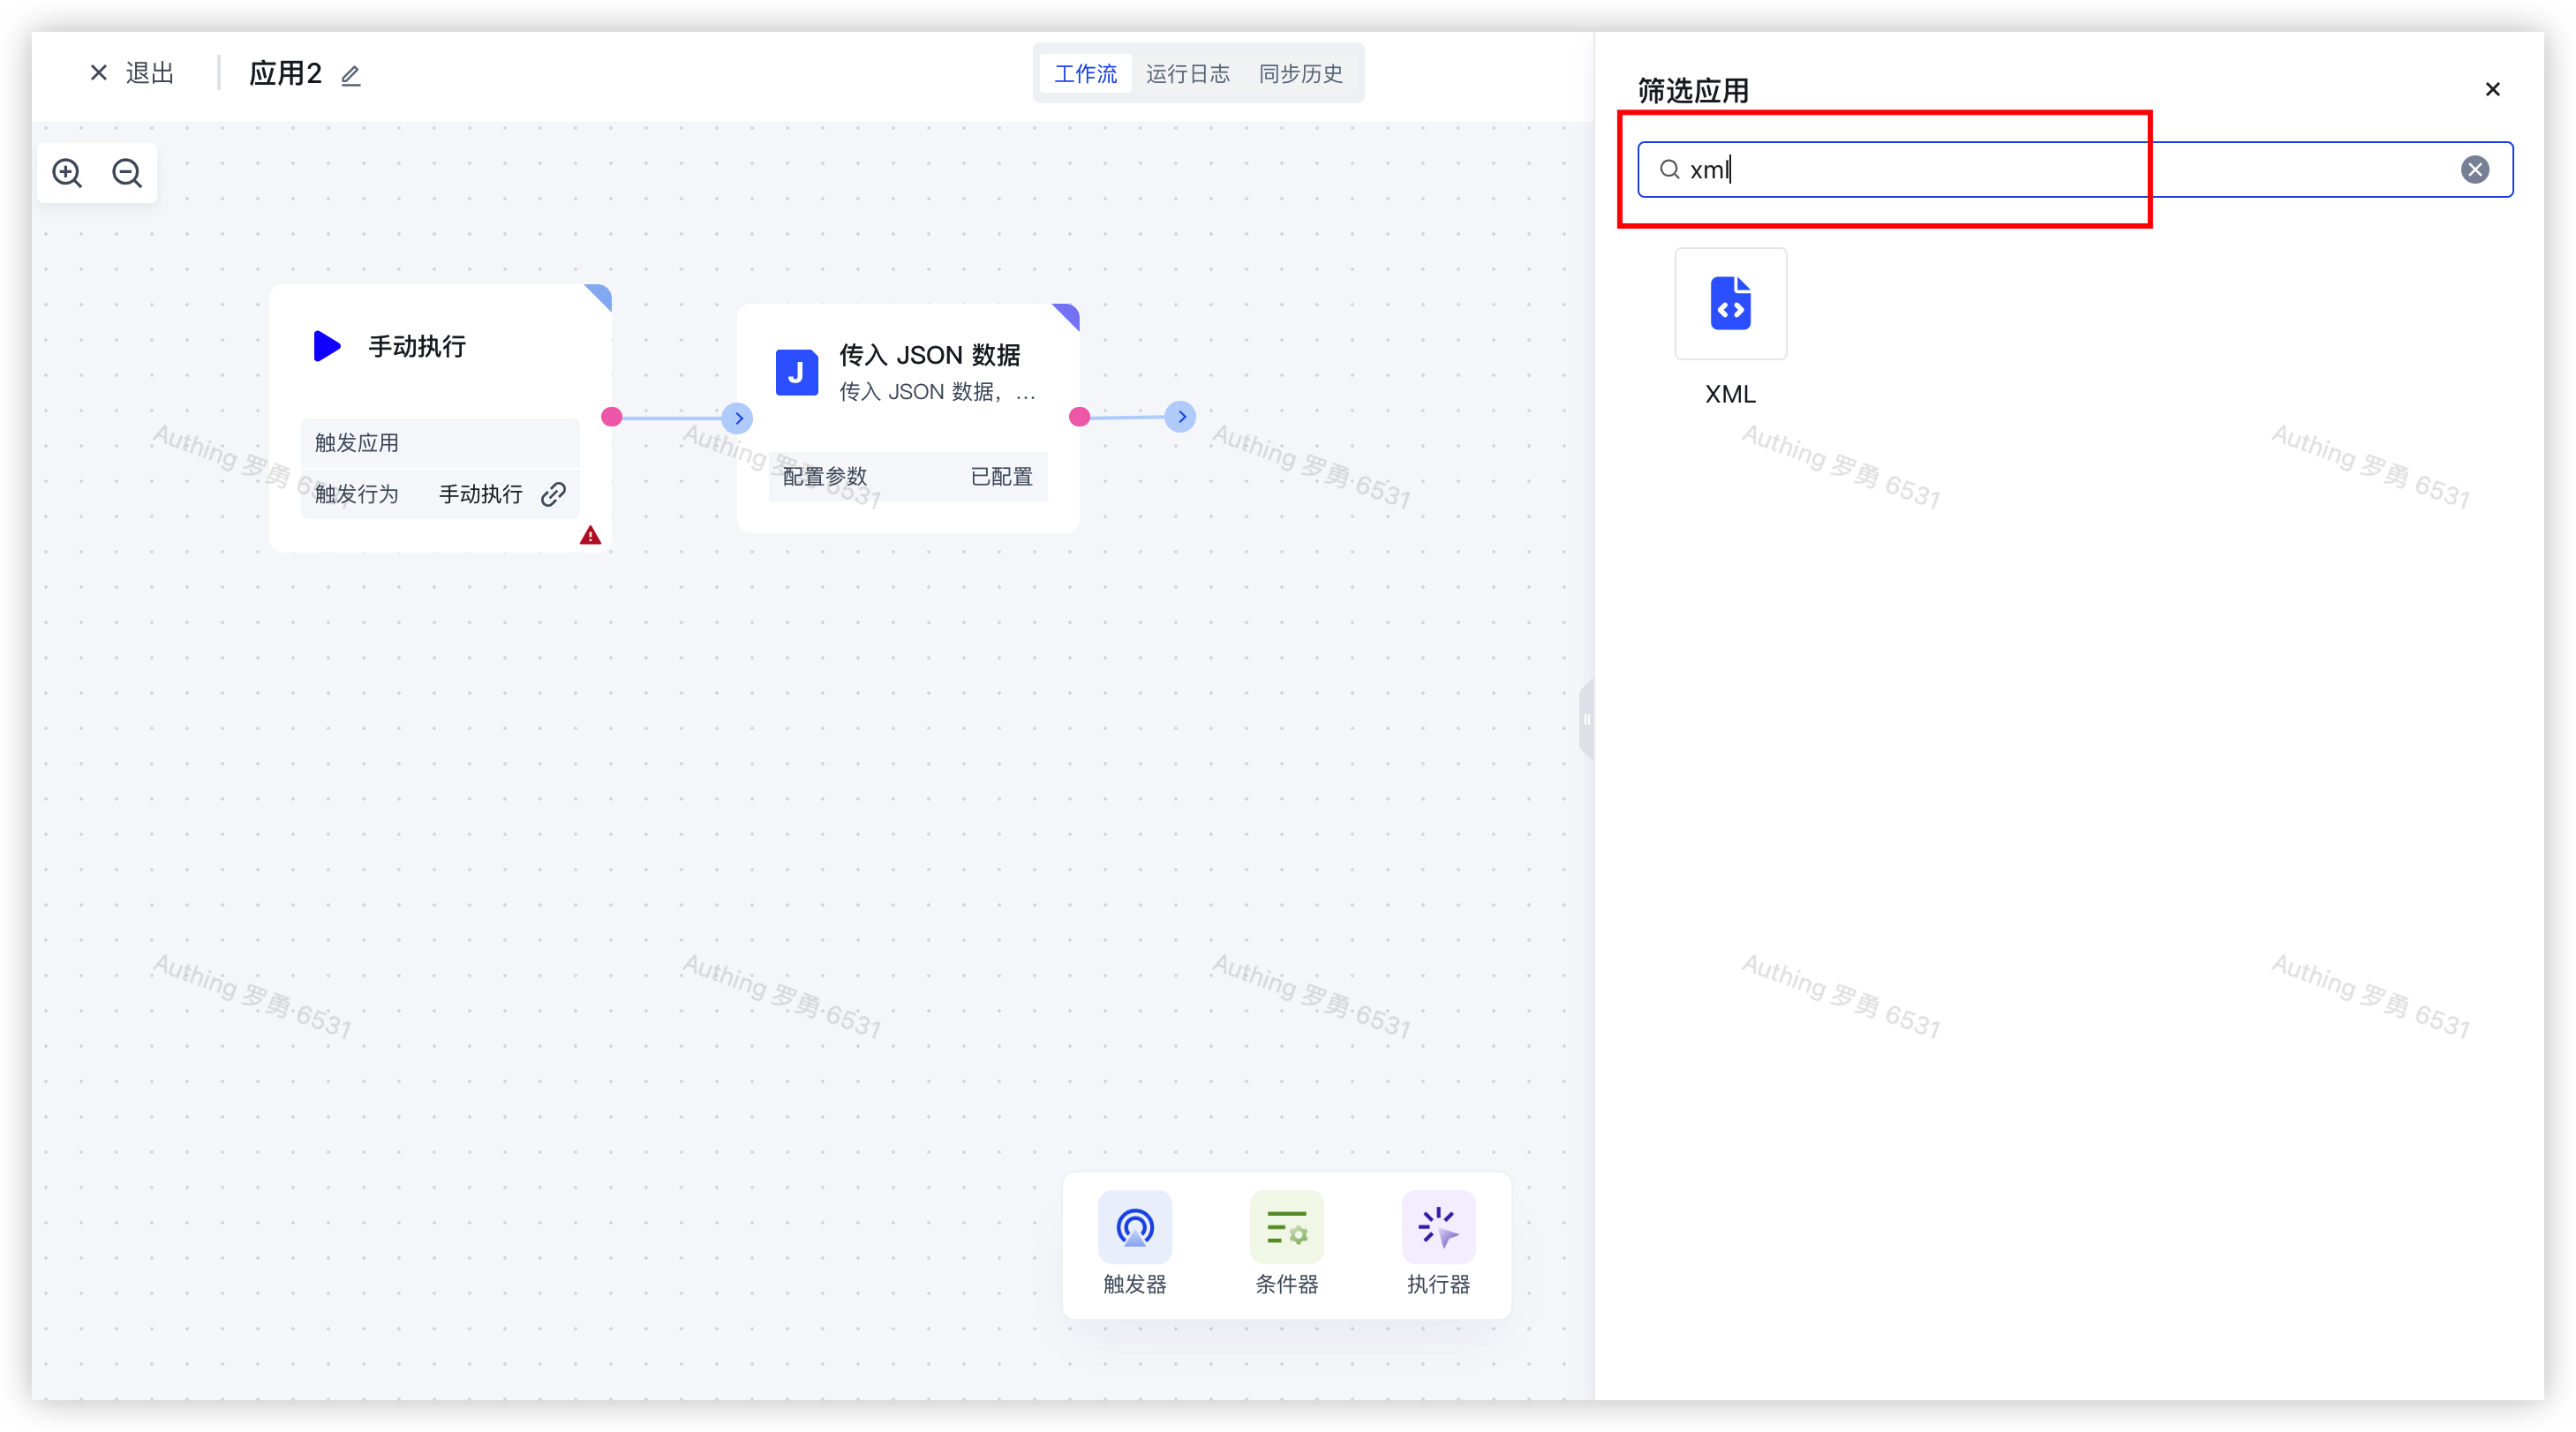 退出
应用2
工作流 运行日志 同步历史
筛选应用
xml
XML
手动执行
触发应用
触发行为 手动执行
J
传入 JSON 数据
传入 JSON 数据，...
配置参数 已配置
Authing 罗勇 6531
Authing 罗勇 6531
Authing 罗勇 6531
Authing 罗勇 6531
Authing 罗勇 6531
Authing 罗勇 6531
Authing 罗勇 6531
Authing 罗勇 6531
Authing 罗勇 6531
Authing 罗勇 6531
触发器 条件器 执行器